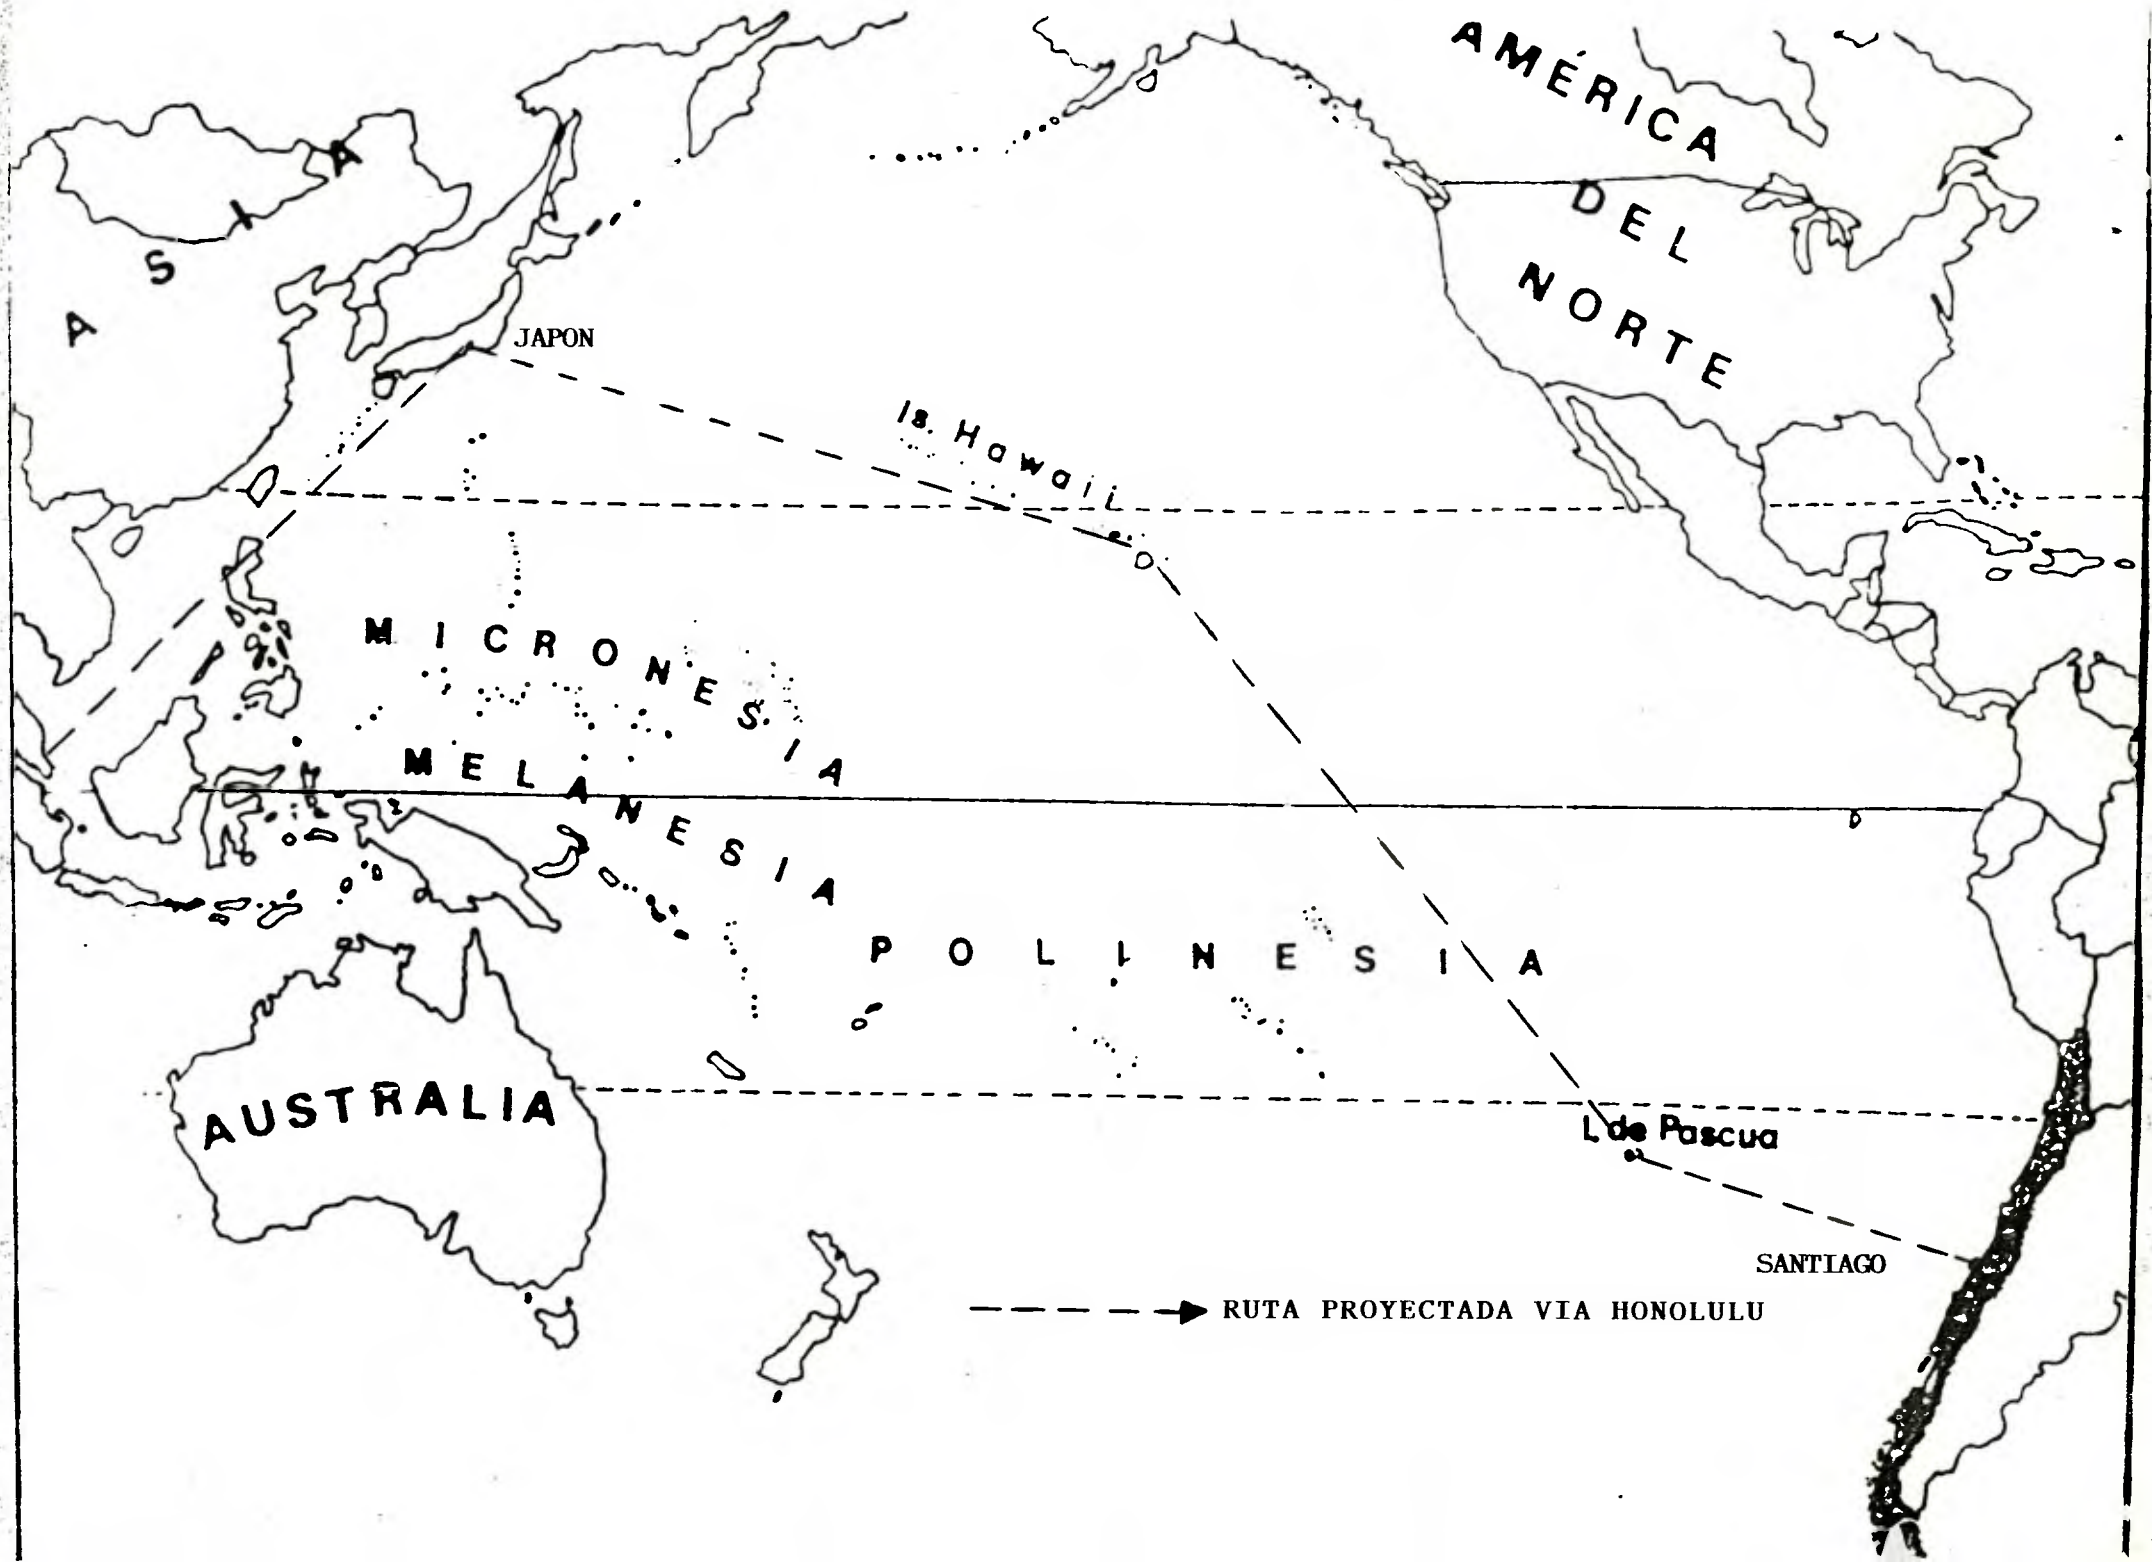 AMÉRICA
DEL
NORTE
ASIA
JAPON
Is. Hawaii
MICRONESIA
MELANESIA
POLINESIA
AUSTRALIA
I. de Pascua
SANTIAGO
RUTA PROYECTADA VIA HONOLULU